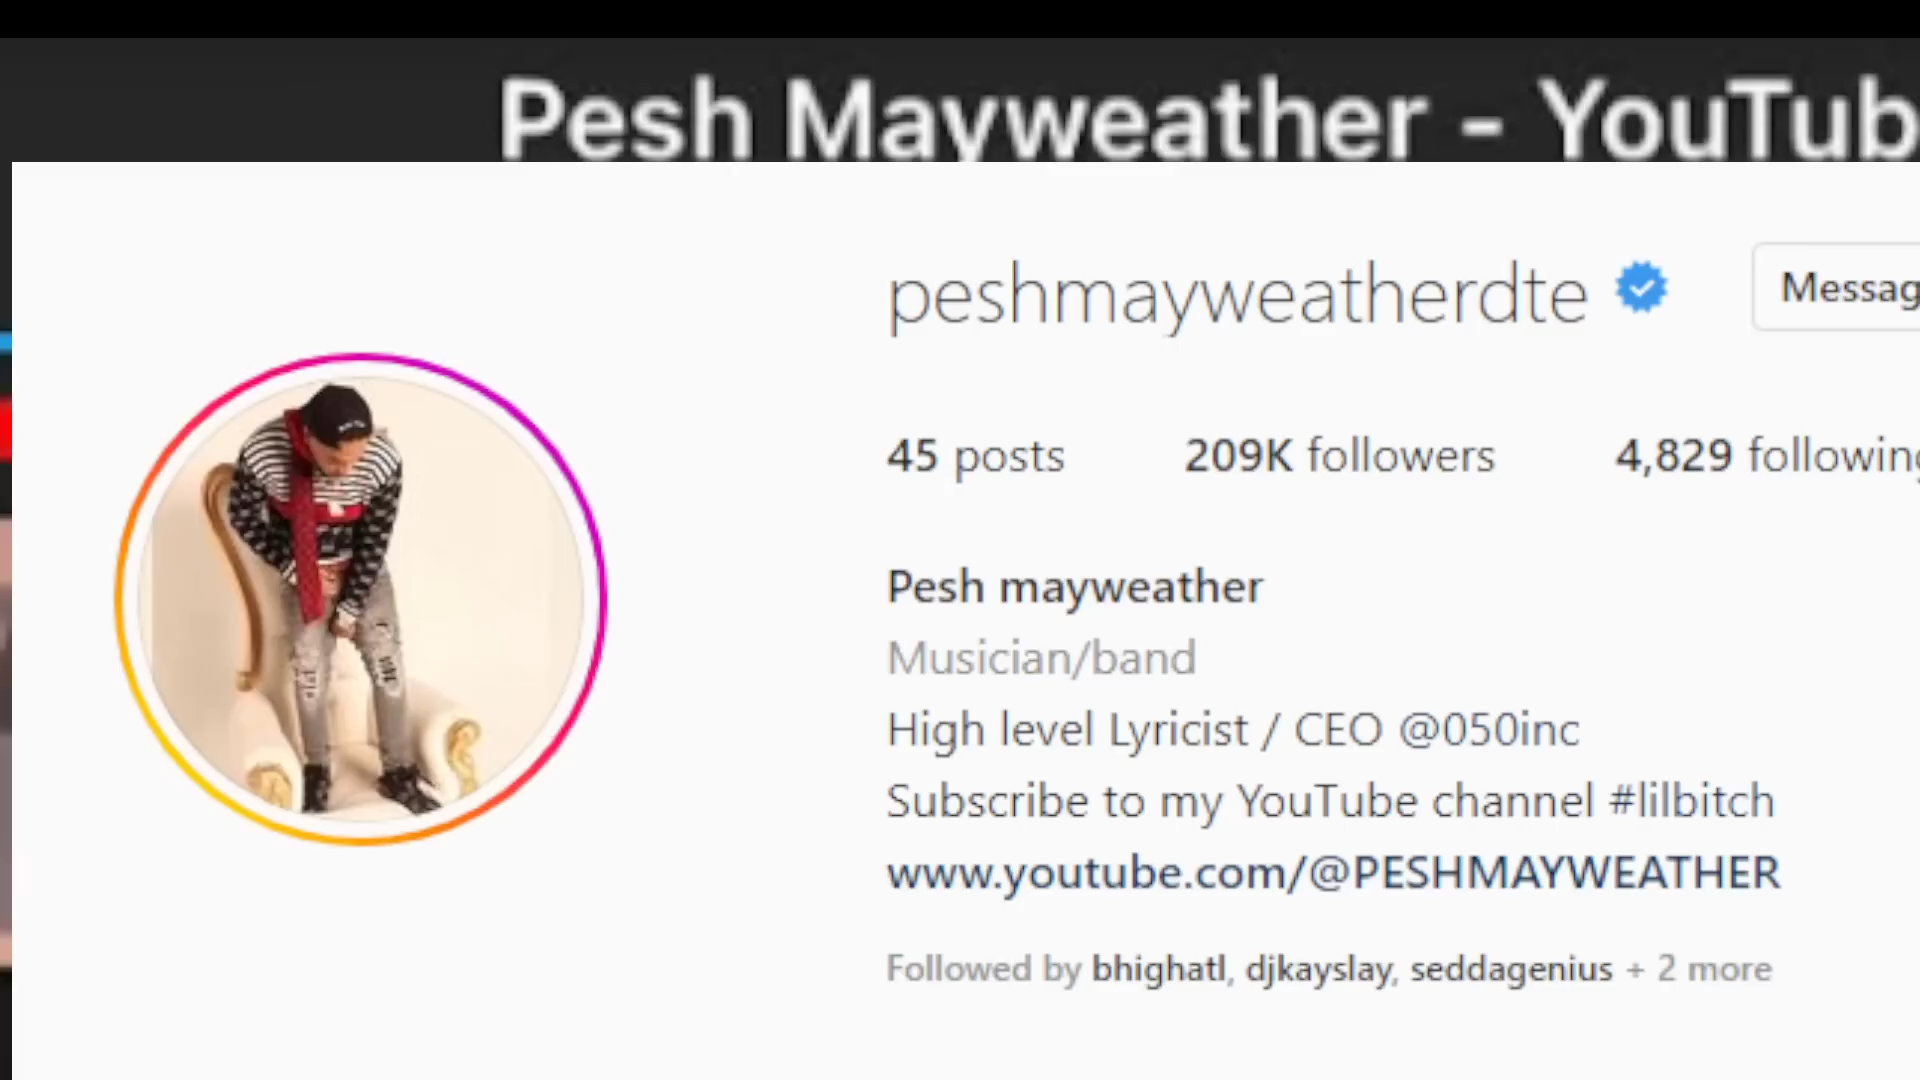 Pesh Mayweather - YouTub
peshmayweatherdte
Messag
45 posts 209K followers 4,829 following
Pesh mayweather
Musician/band
High level Lyricist / CEO @050inc
Subscribe to my YouTube channel #lilbitch
www.youtube.com/@PESHMAYWEATHER
Followed by bhighatl, djkayslay, seddagenius + 2 more